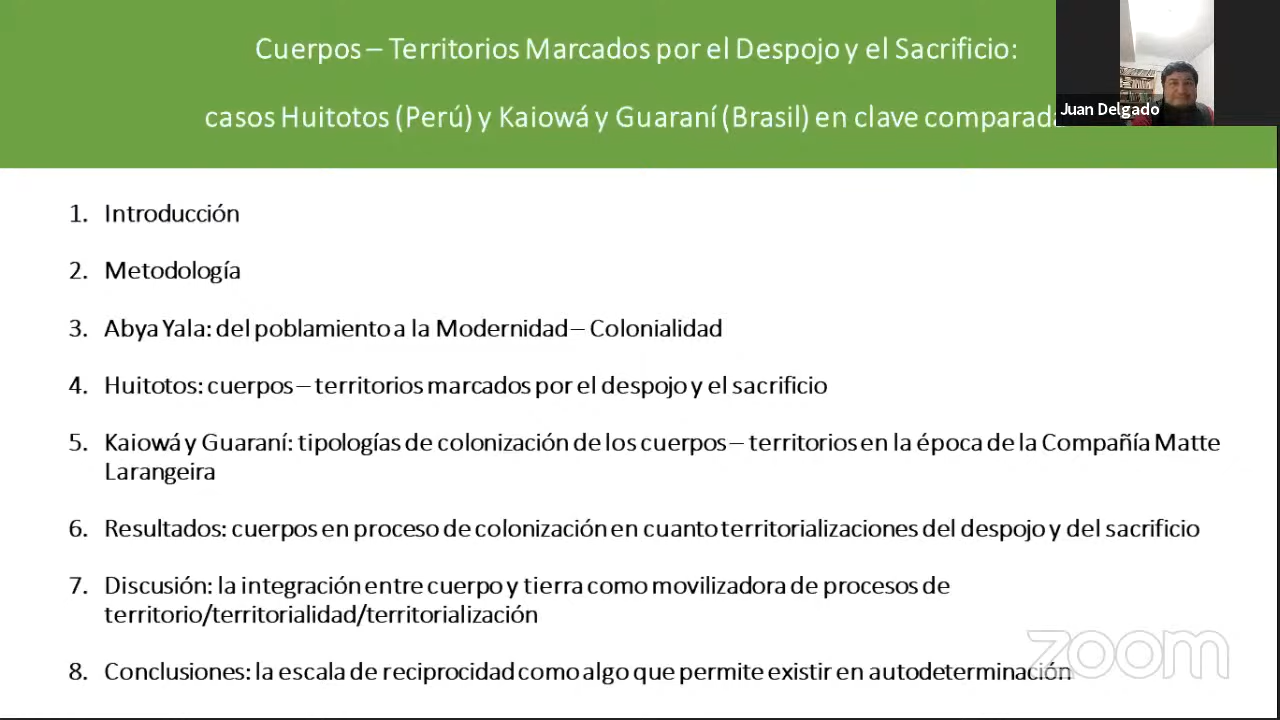 Cuerpos – Territorios Marcados por el Despojo y el Sacrificio:
casos Huitotos (Perú) y Kaiowá y Guaraní (Brasil) en clave comparada
Juan Delgado
1. Introducción
2. Metodología
3. Abya Yala: del poblamiento a la Modernidad – Colonialidad
4. Huitotos: cuerpos – territorios marcados por el despojo y el sacrificio
5. Kaiowá y Guaraní: tipologías de colonización de los cuerpos – territorios en la época de la Compañía Matte
Larangeira
6. Resultados: cuerpos en proceso de colonización en cuanto territorializaciones del despojo y del sacrificio
7. Discusión: la integración entre cuerpo y tierra como movilizadora de procesos de
territorio/territorialidad/territorialización
8. Conclusiones: la escala de reciprocidad como algo que permite existir en autodeterminación
zoom